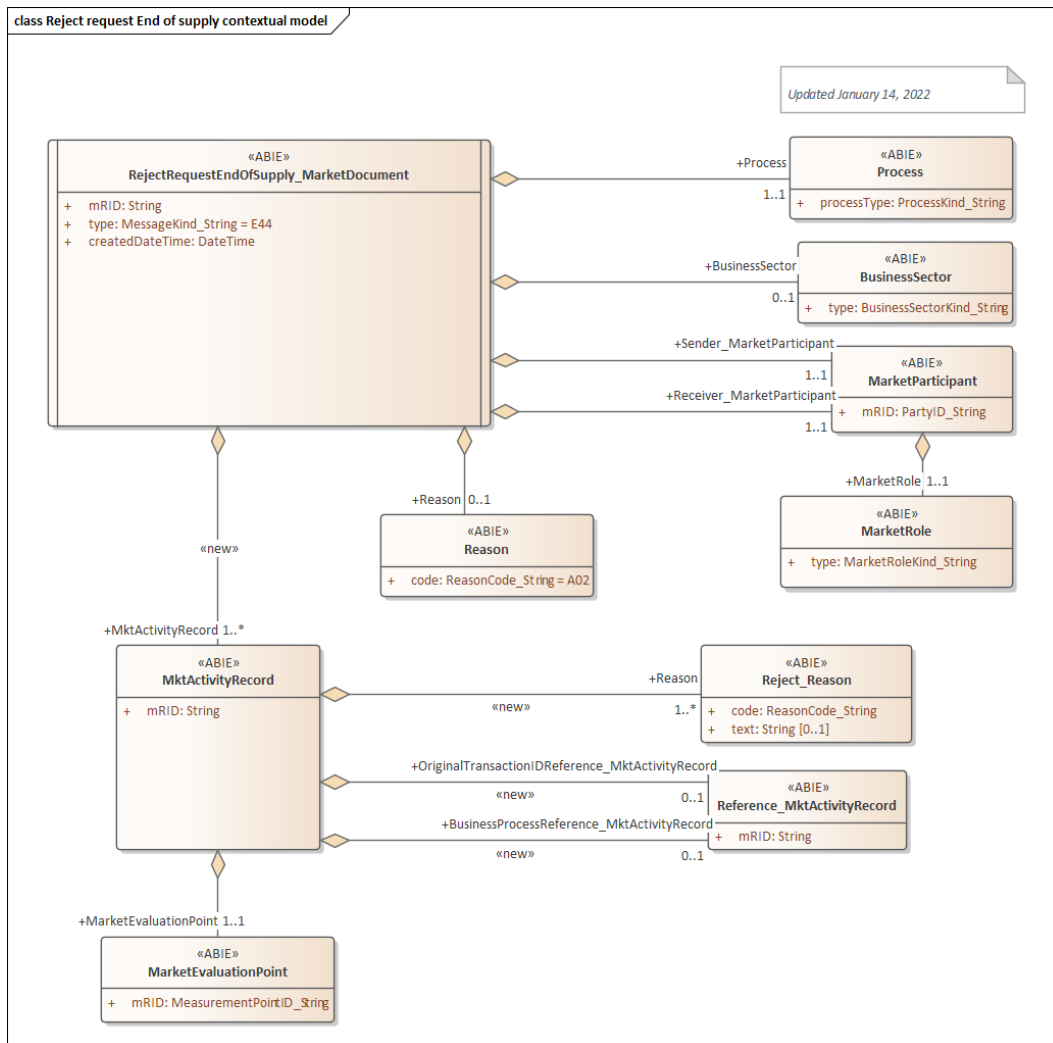 class Reject request End of supply contextual model
Updated January 14, 2022
«ABIE»
RejectRequestEndOfSupply_MarketDocument
+ mRID: String
+ type: MessageKind_String = E44
+ createdDateTime: DateTime
+Process
1..1
«ABIE»
Process
+ processType: ProcessKind_String
+BusinessSector
0..1
«ABIE»
BusinessSector
+ type: BusinessSectorKind_String
+Sender_MarketParticipant
1..1
+Receiver_MarketParticipant
1..1
«ABIE»
MarketParticipant
+ mRID: PartyID_String
+MarketRole 1..1
«ABIE»
MarketRole
+ type: MarketRoleKind_String
+Reason 0..1
«ABIE»
Reason
+ code: ReasonCode_String = A02
«new»
+MktActivityRecord 1..*
«ABIE»
MktActivityRecord
+ mRID: String
+Reason
«new»
1..*
«ABIE»
Reject_Reason
+ code: ReasonCode_String
+ text: String [0..1]
+OriginalTransactionIDReference_MktActivityRecord
«new»
0..1
+BusinessProcessReference_MktActivityRecord
«new»
0..1
«ABIE»
Reference_MktActivityRecord
+ mRID: String
+MarketEvaluationPoint 1..1
«ABIE»
MarketEvaluationPoint
+ mRID: MeasurementPointID_String